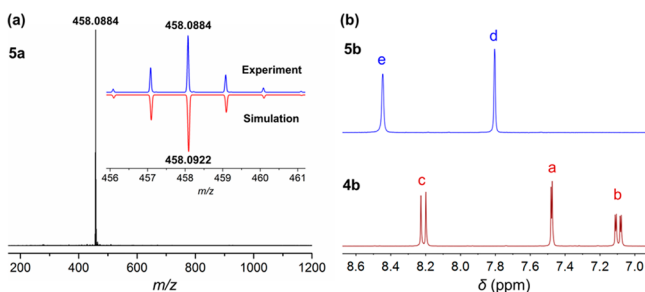 (a)
458.0884
5a
458.0884
Experiment
Simulation
458.0922
456 457 458 459 460 461
m/z
200 400 600 800 1000 1200
m/z
(b)
5b
e
d
4b
c
a
b
8.6 8.4 8.2 8.0 7.8 7.6 7.4 7.2 7.0
δ (ppm)